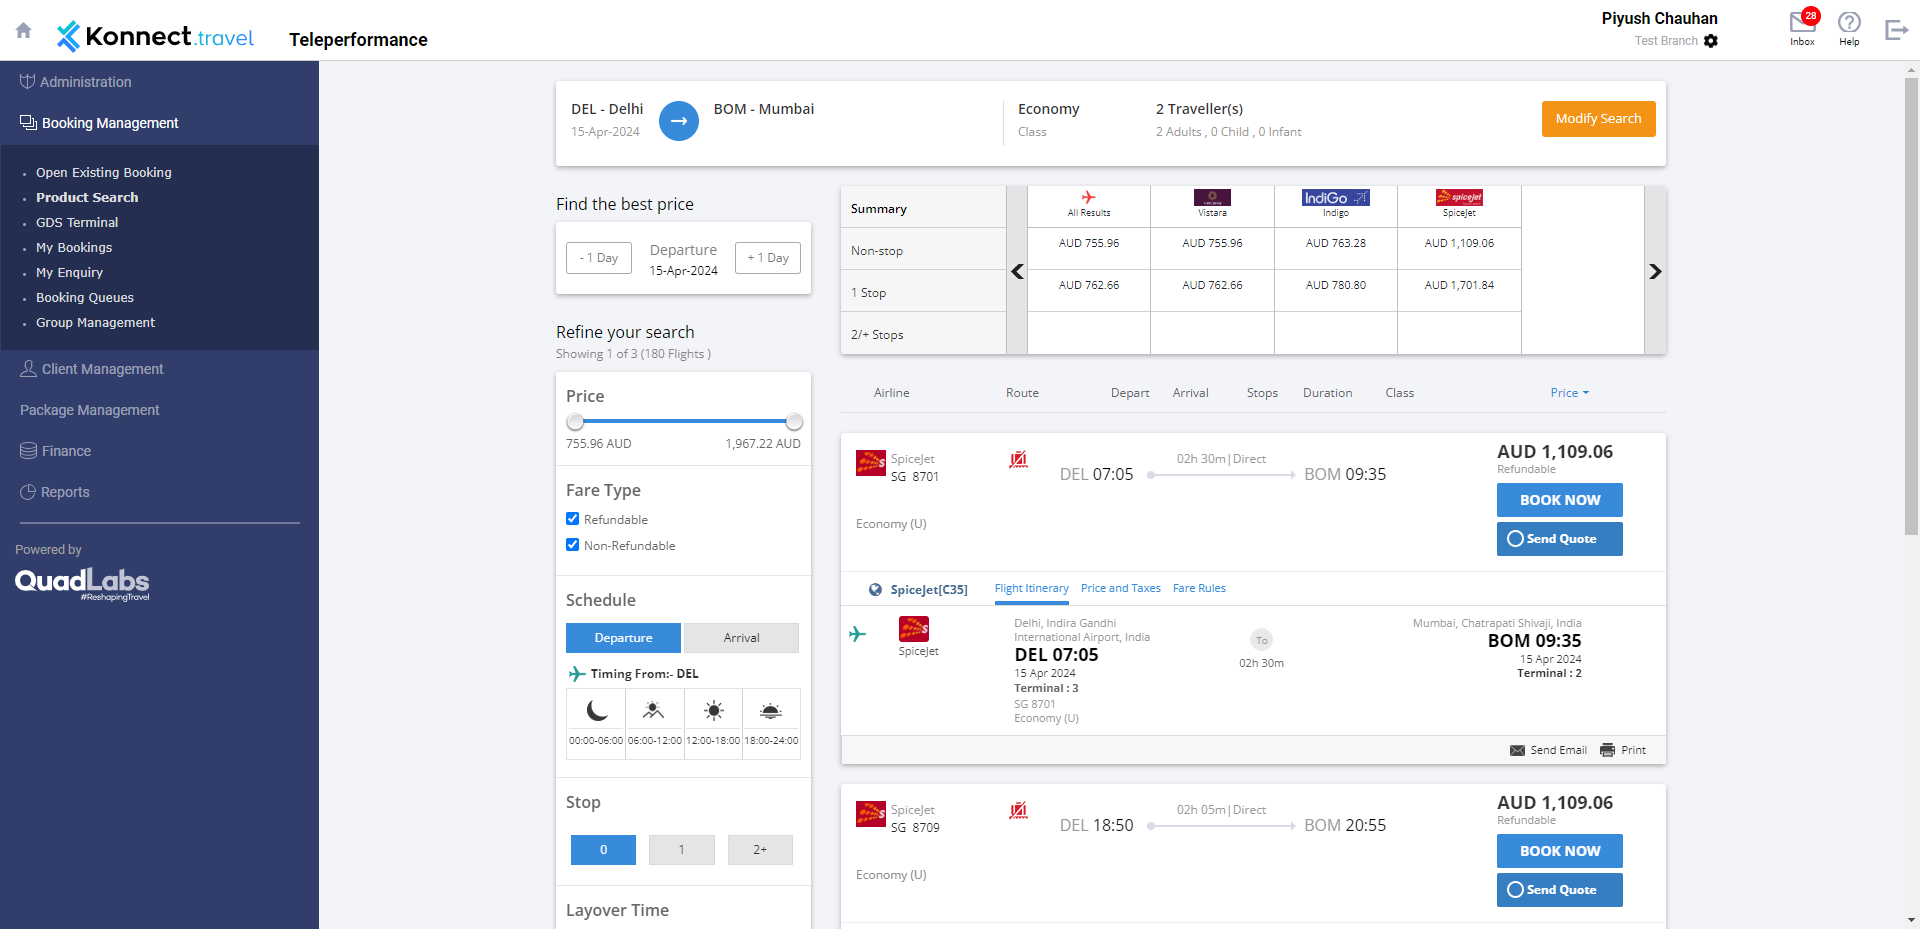 Konnect.travel
Teleperformance
Piyush Chauhan
Test Branch
28
Inbox
Help
Administration
Booking Management
Open Existing Booking
Product Search
GDS Terminal
My Bookings
My Enquiry
Booking Queues
Group Management
Client Management
Package Management
Finance
Reports
Powered by
QuadLabs
#ReshapingTravel
DEL - Delhi
15-Apr-2024
BOM - Mumbai
Economy
Class
2 Traveller(s)
2 Adults , 0 Child , 0 Infant
Modify Search
Find the best price
- 1 Day
Departure
15-Apr-2024
+ 1 Day
Refine your search
Showing 1 of 3 (180 Flights )
Price
755.96 AUD 1,967.22 AUD
Fare Type
Refundable
Non-Refundable
Schedule
Departure Arrival
Timing From:- DEL
00:00-06:00 06:00-12:00 12:00-18:00 18:00-24:00
Stop
0 1 2+
Layover Time
Summary
IndiGo
spicejet
All Results Vistara Indigo SpiceJet
Non-stop AUD 755.96 AUD 755.96 AUD 763.28 AUD 1,109.06
1 Stop AUD 762.66 AUD 762.66 AUD 780.80 AUD 1,701.84
2/+ Stops
Airline Route Depart Arrival Stops Duration Class Price
SpiceJet
SG 8701
DEL 07:05
02h 30m|Direct
BOM 09:35
AUD 1,109.06
Refundable
BOOK NOW
Send Quote
Economy (U)
SpiceJet[C35] Flight Itinerary Price and Taxes Fare Rules
SpiceJet
Delhi, Indira Gandhi
International Airport, India
DEL 07:05
15 Apr 2024
Terminal : 3
SG 8701
Economy (U)
To
02h 30m
Mumbai, Chatrapati Shivaji, India
BOM 09:35
15 Apr 2024
Terminal : 2
Send Email Print
SpiceJet
SG 8709
DEL 18:50
02h 05m|Direct
BOM 20:55
AUD 1,109.06
Refundable
BOOK NOW
Send Quote
Economy (U)